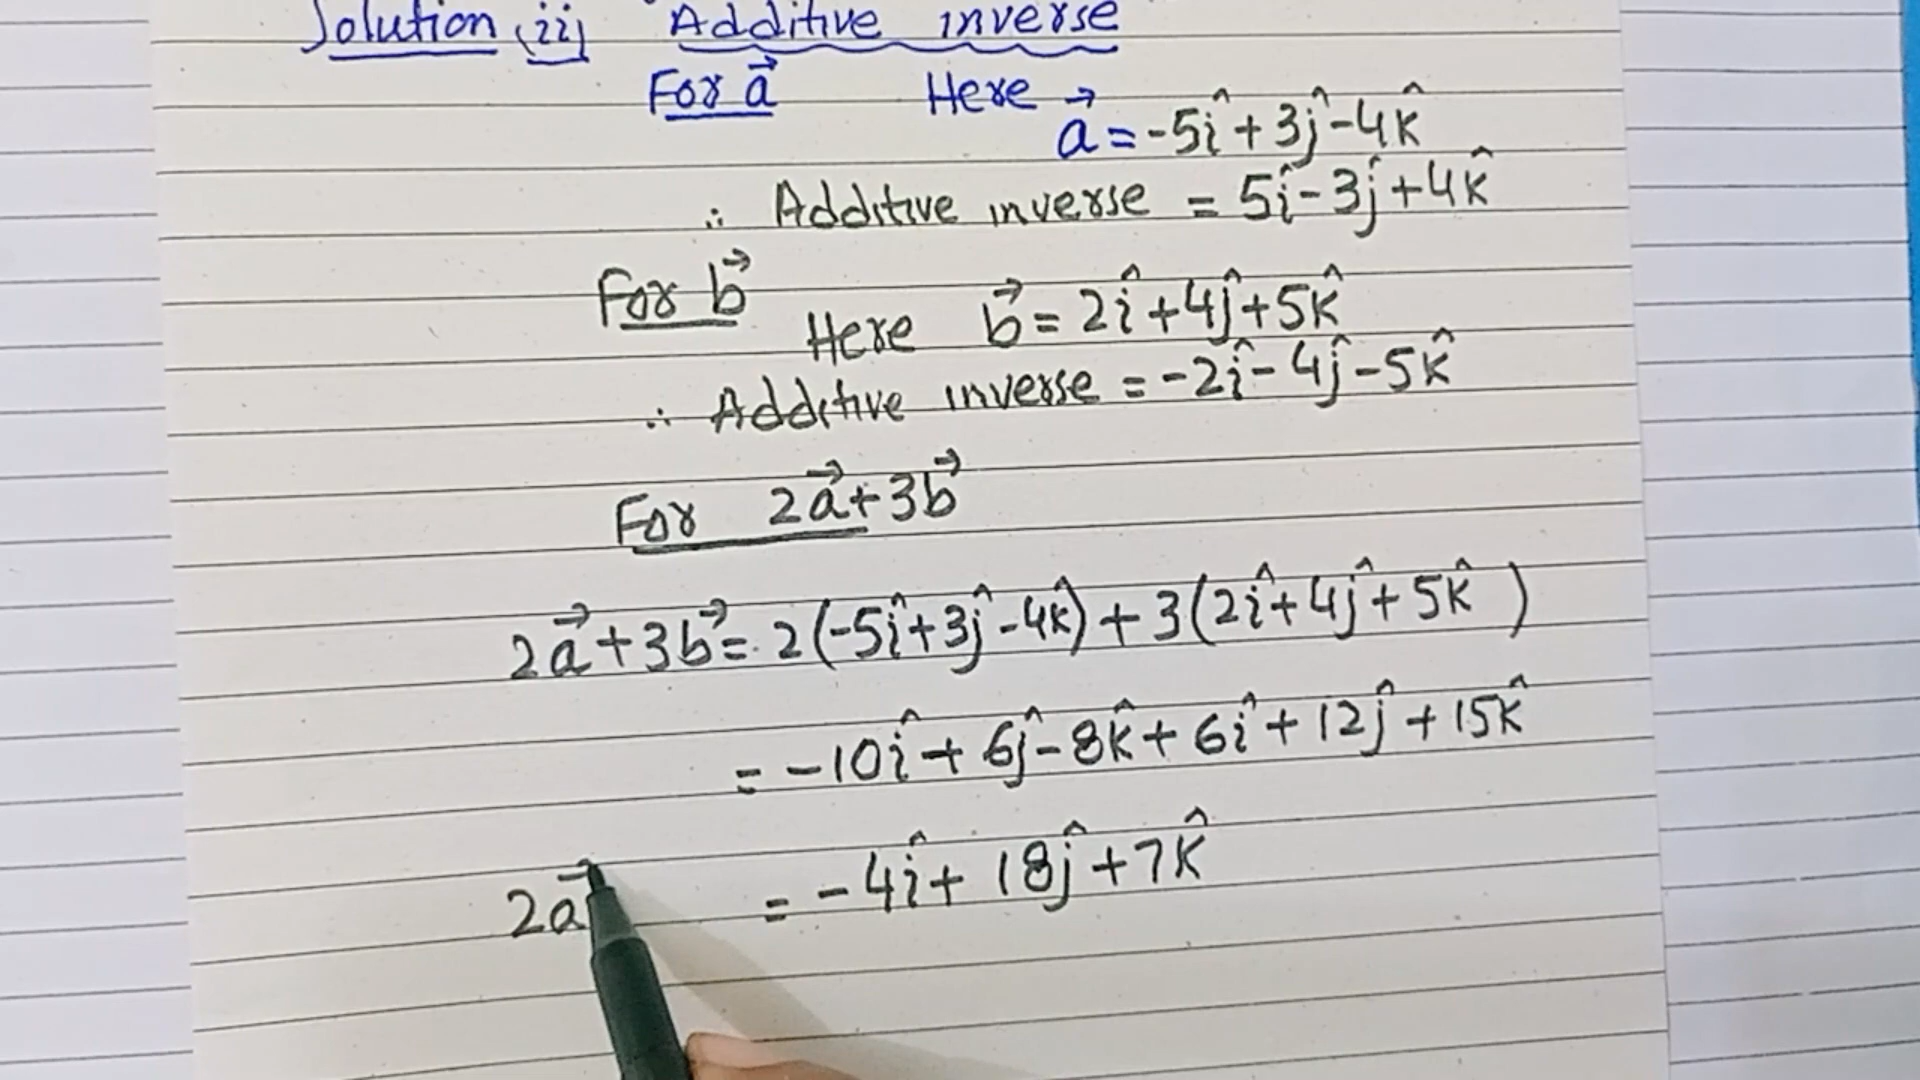 Solution (ii) Additive inverse
For a⃗ Here a⃗ = -5î + 3ĵ - 4k̂
∴ Additive inverse = 5î - 3ĵ + 4k̂
For b⃗
Here b⃗ = 2î + 4ĵ + 5k̂
∴ Additive inverse = -2î - 4ĵ - 5k̂
For 2a⃗ + 3b⃗
2a⃗ + 3b⃗ = 2(-5î + 3ĵ - 4k̂) + 3(2î + 4ĵ + 5k̂)
= -10î + 6ĵ - 8k̂ + 6î + 12ĵ + 15k̂
2a⃗ = -4î + 18ĵ + 7k̂